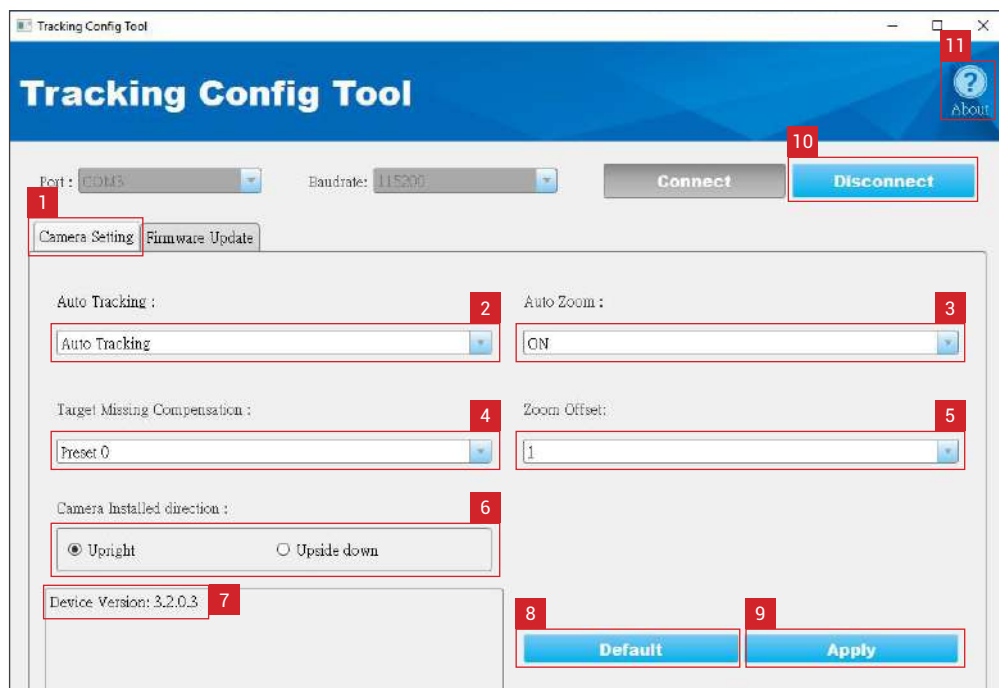 Tracking Config Tool
11
Tracking Config Tool
?
About
10
Port : COM3 Baudrate: 115200 Connect Disconnect
1
Camera Setting Firmware Update
Auto Tracking : 2 Auto Zoom : 3
Auto Tracking ON
Target Missing Compensation : 4 Zoom Offset: 5
Preset 0 1
Camera Installed direction : 6
Upright Upside down
Device Version: 3.2.0.3 7
8 9
Default Apply